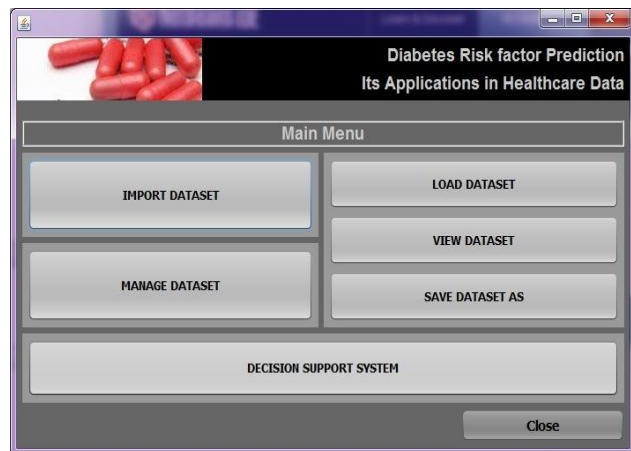 Diabetes Risk factor Prediction
Its Applications in Healthcare Data
Main Menu
IMPORT DATASET
LOAD DATASET
VIEW DATASET
MANAGE DATASET
SAVE DATASET AS
DECISION SUPPORT SYSTEM
Close